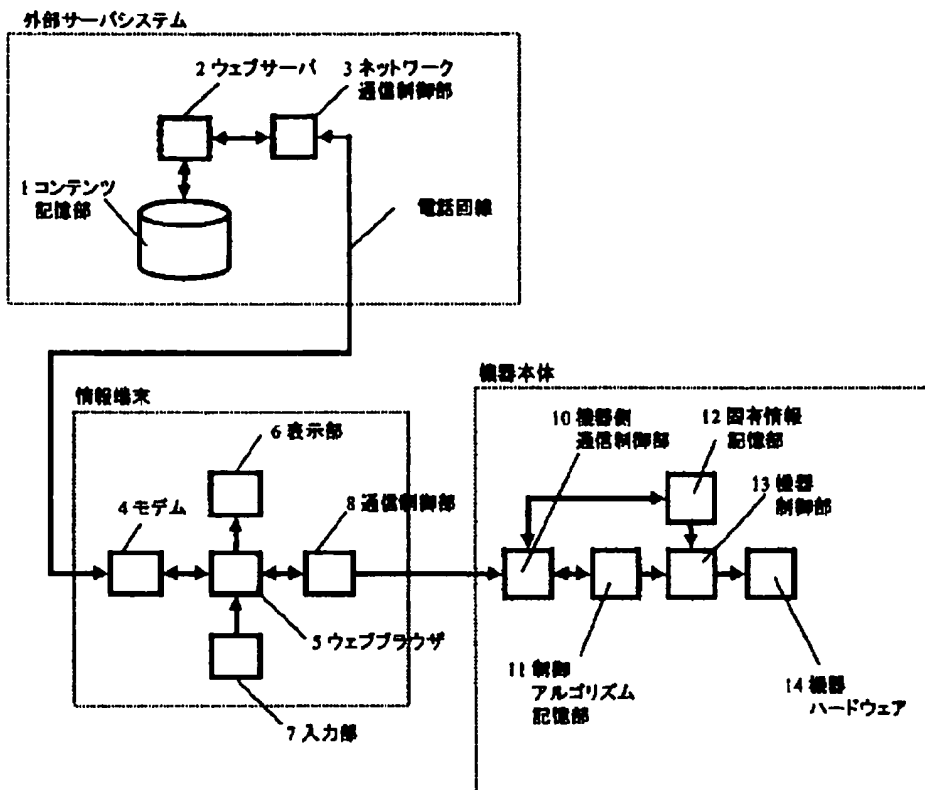 外部サーバシステム
2 ウェブサーバ
3 ネットワーク
通信制御部
1 コンテンツ
記憶部
電話回線
情報端末
6 表示部
4 モデム
8 通信制御部
5 ウェブブラウザ
7 入力部
機器本体
10 機器側
通信制御部
12 固有情報
記憶部
13 機器
制御部
11 制御
アルゴリズム
記憶部
14 機器
ハードウェア